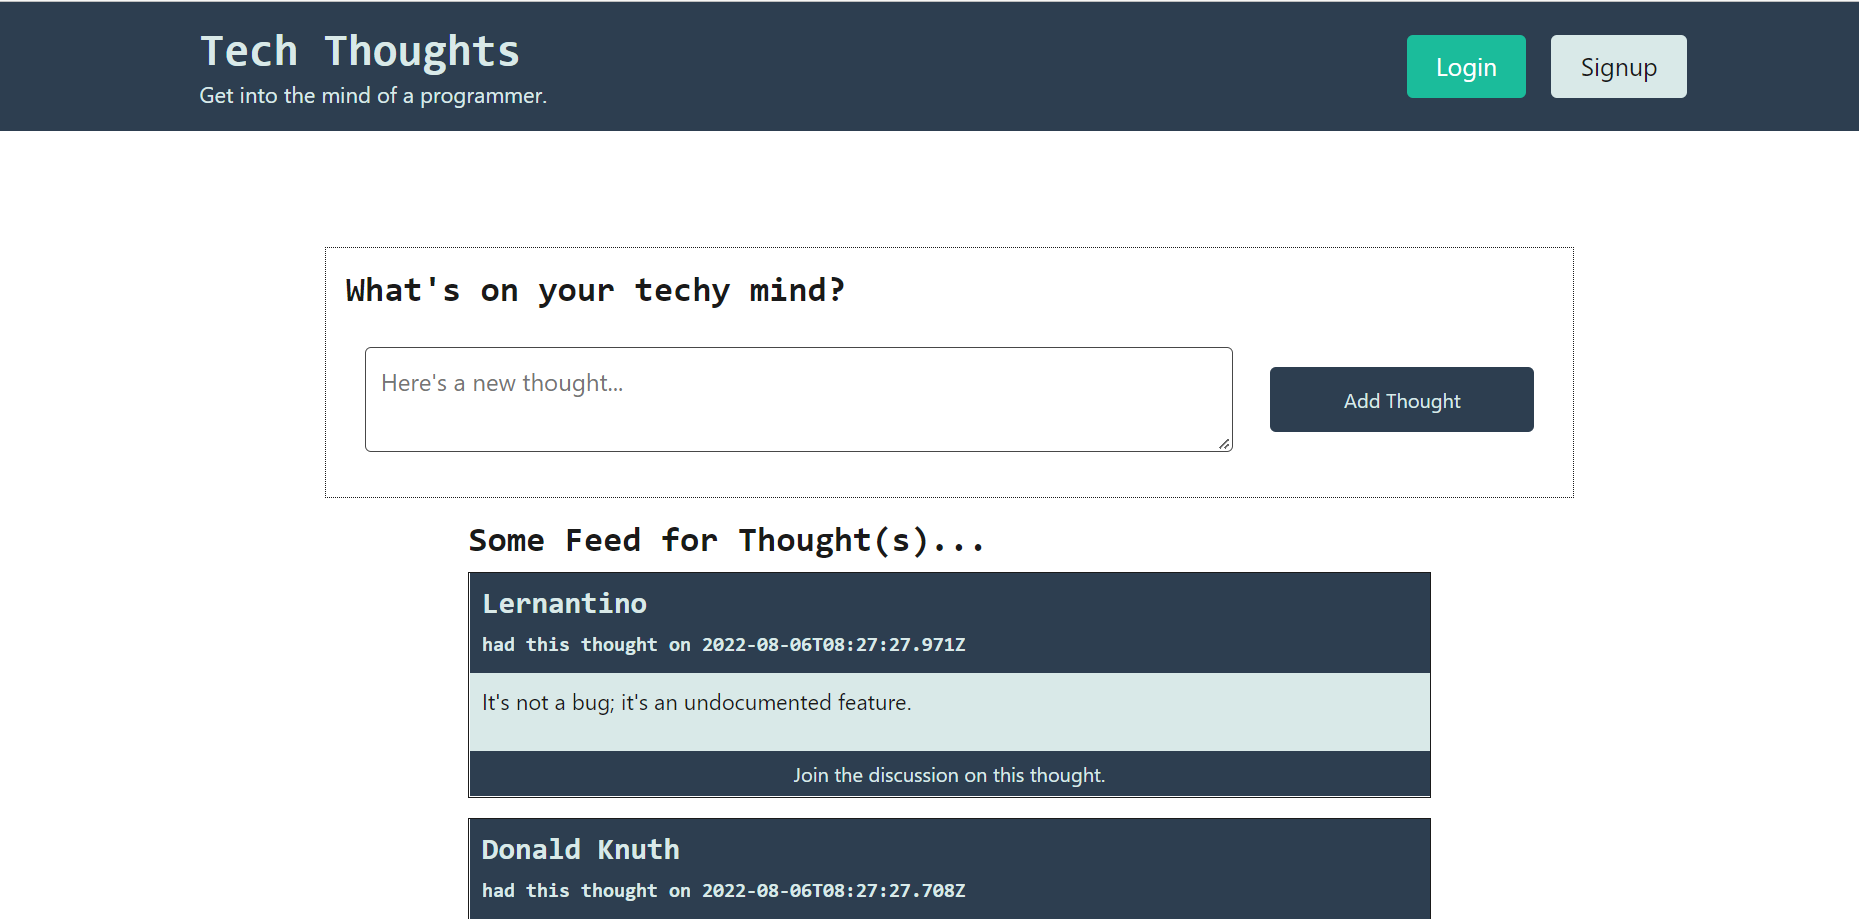 Tech Thoughts
Get into the mind of a programmer.
Login
Signup
What's on your techy mind?
Here's a new thought...
Add Thought
Some Feed for Thought(s)...
Lernantino
had this thought on 2022-08-06T08:27:27.971Z
It's not a bug; it's an undocumented feature.
Join the discussion on this thought.
Donald Knuth
had this thought on 2022-08-06T08:27:27.708Z